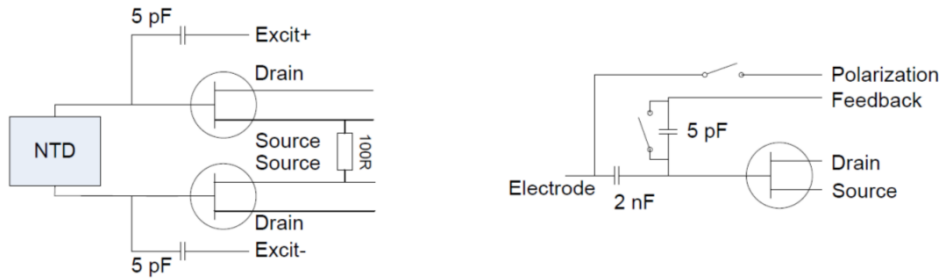 5 pF
Excit+
Drain
NTD
Source
Source
100R
Drain
Excit-
5 pF
Polarization
Feedback
5 pF
Drain
Electrode
Source
2 nF